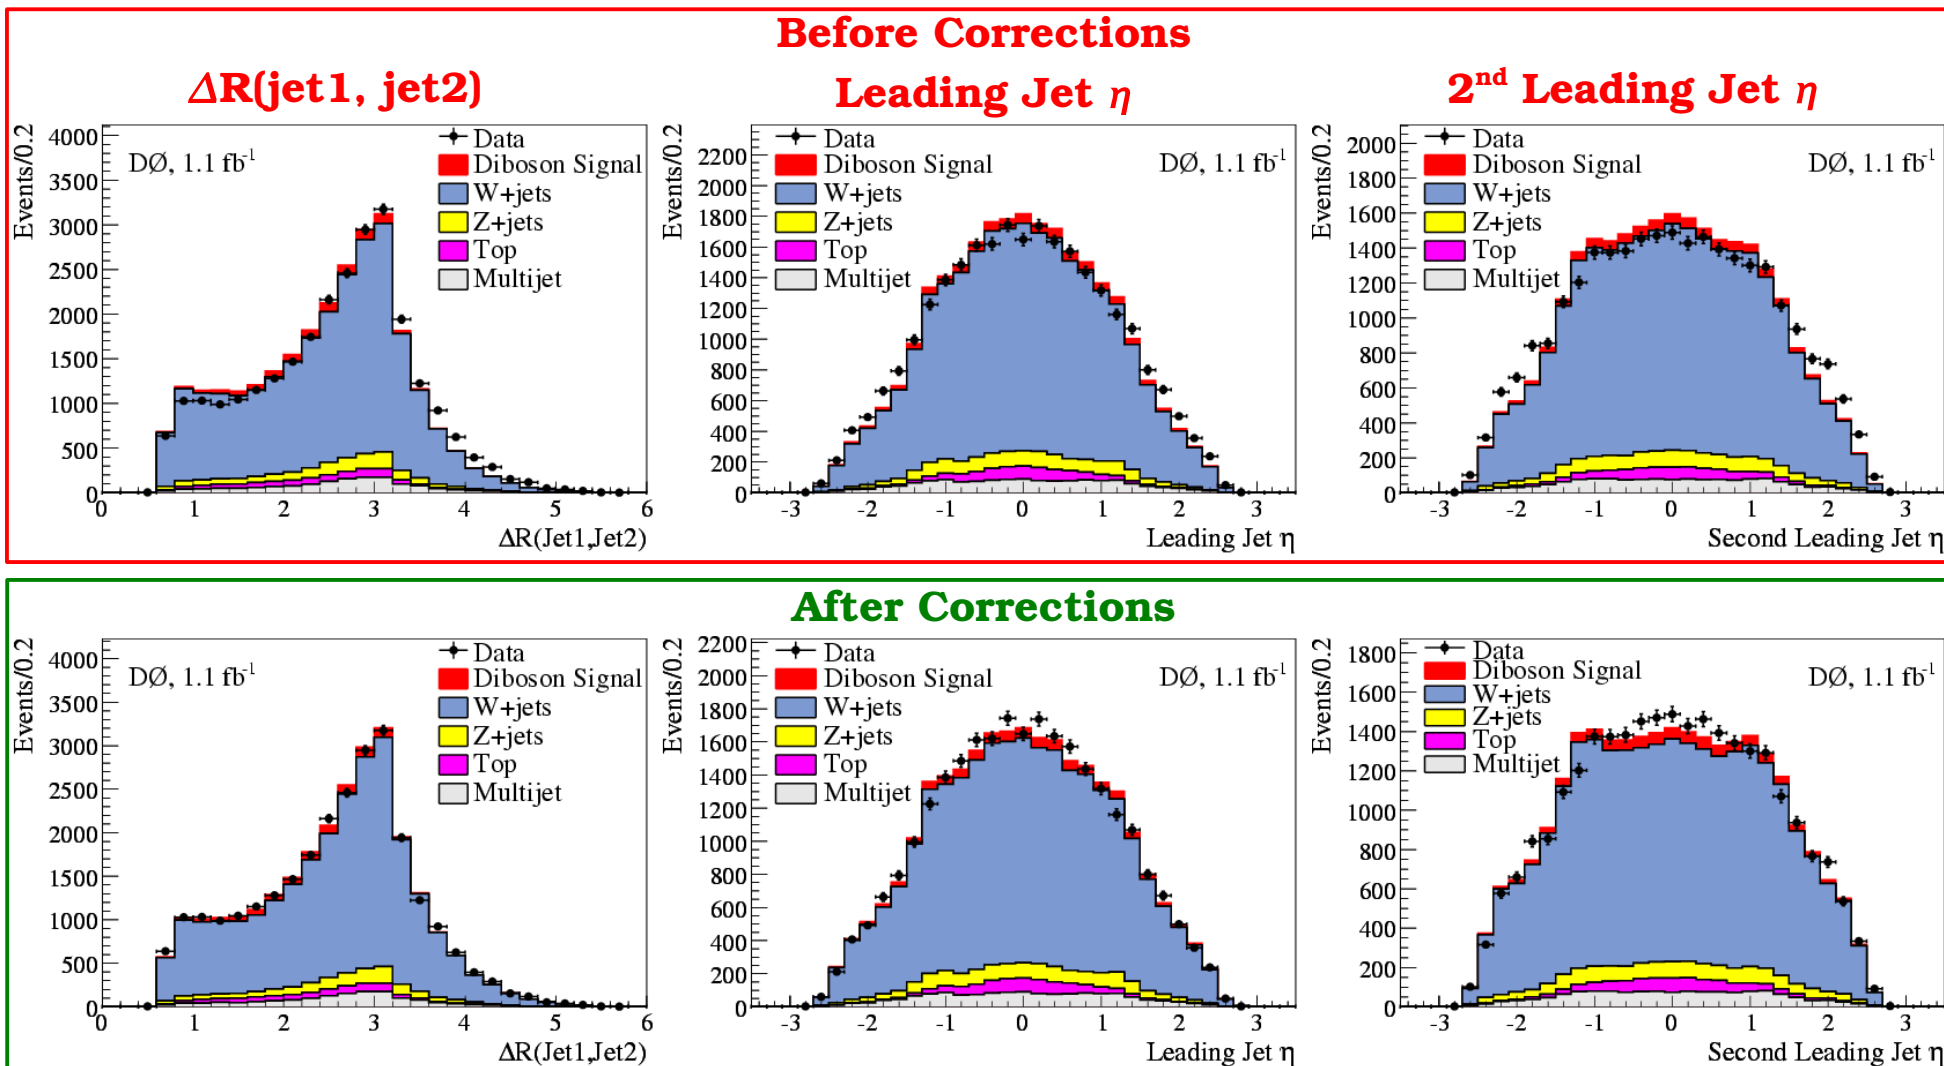 Before Corrections
ΔR(jet1, jet2)
Leading Jet η
2nd Leading Jet η
Events/0.2
4000
3500
3000
2500
2000
1500
1000
500
0
DØ, 1.1 fb-1
Data
Diboson Signal
W+jets
Z+jets
Top
Multijet
0 1 2 3 4 5 6
ΔR(Jet1,Jet2)
Events/0.2
2200
2000
1800
1600
1400
1200
1000
800
600
400
200
0
Data
Diboson Signal
W+jets
Z+jets
Top
Multijet
DØ, 1.1 fb-1
-3 -2 -1 0 1 2 3
Leading Jet η
Events/0.2
2000
1800
1600
1400
1200
1000
800
600
400
200
0
Data
Diboson Signal
W+jets
Z+jets
Top
Multijet
DØ, 1.1 fb-1
-3 -2 -1 0 1 2 3
Second Leading Jet η
After Corrections
Events/0.2
4000
3500
3000
2500
2000
1500
1000
500
0
DØ, 1.1 fb-1
Data
Diboson Signal
W+jets
Z+jets
Top
Multijet
0 1 2 3 4 5 6
ΔR(Jet1,Jet2)
Events/0.2
2200
2000
1800
1600
1400
1200
1000
800
600
400
200
0
Data
Diboson Signal
W+jets
Z+jets
Top
Multijet
DØ, 1.1 fb-1
-3 -2 -1 0 1 2 3
Leading Jet η
Events/0.2
1800
1600
1400
1200
1000
800
600
400
200
0
Data
Diboson Signal
W+jets
Z+jets
Top
Multijet
DØ, 1.1 fb-1
-3 -2 -1 0 1 2 3
Second Leading Jet η